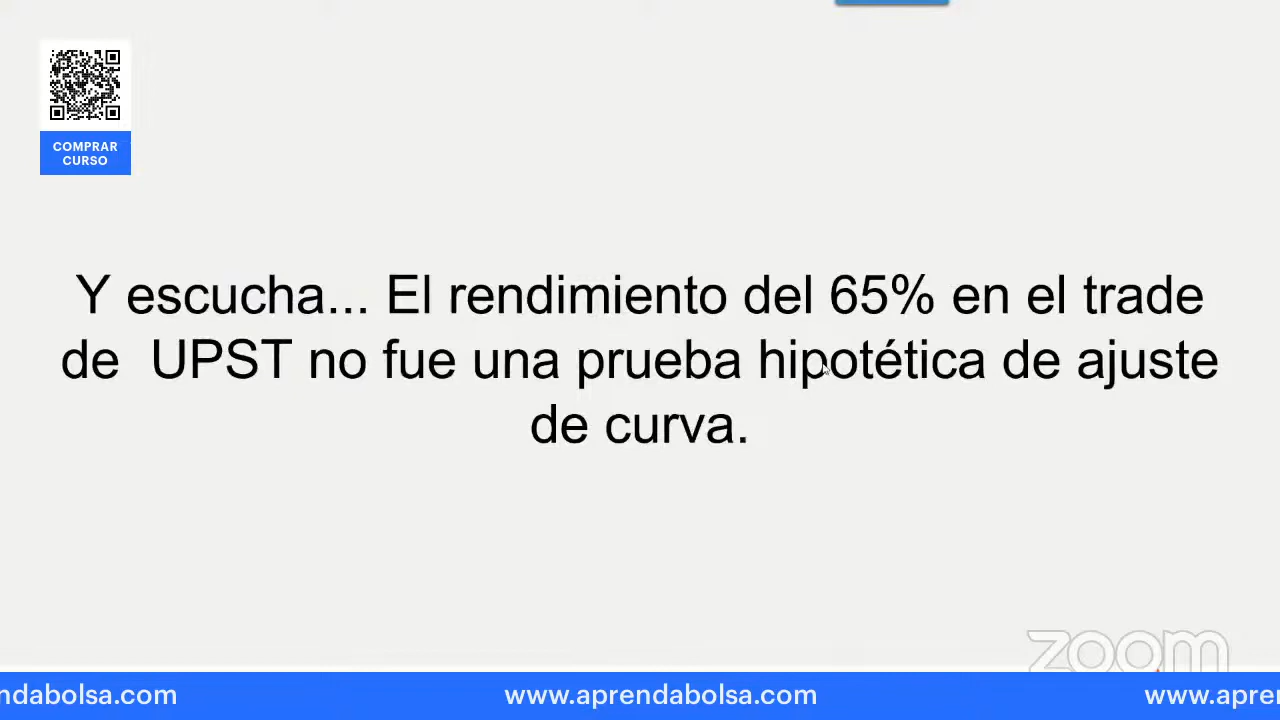 COMPRAR
CURSO
Y escucha... El rendimiento del 65% en el trade
de  UPST no fue una prueba hipotética de ajuste
de curva.
zoom
ndabolsa.com www.aprendabolsa.com www.apren